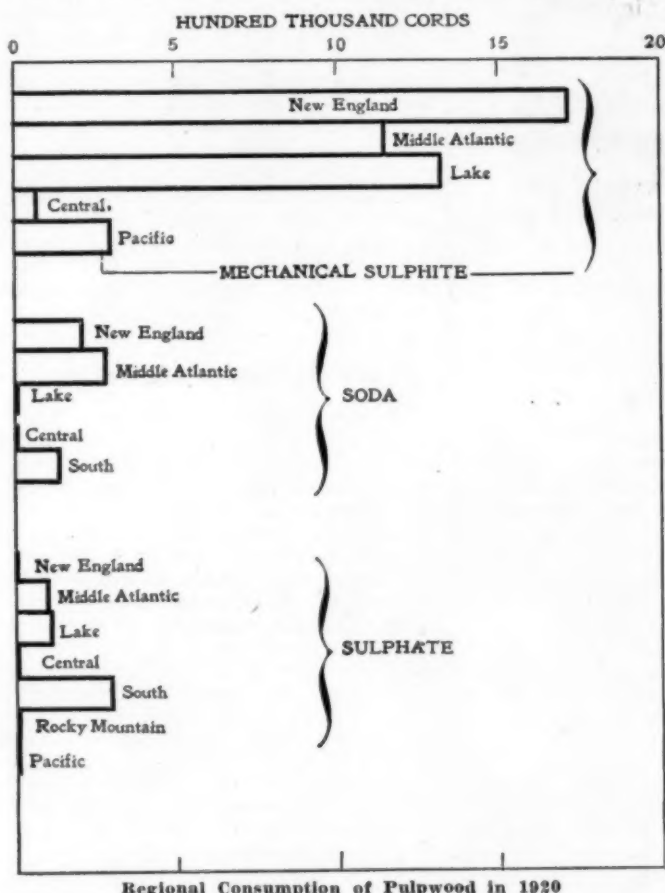 HUNDRED THOUSAND CORDS
0 5 10 15 20
New England
Middle Atlantic
Lake
Central.
Pacific
MECHANICAL SULPHITE
New England
Middle Atlantic
Lake
SODA
Central
South
New England
Middle Atlantic
Lake
SULPHATE
Central
South
Rocky Mountain
Pacific
Regional Consumption of Pulpwood in 1920